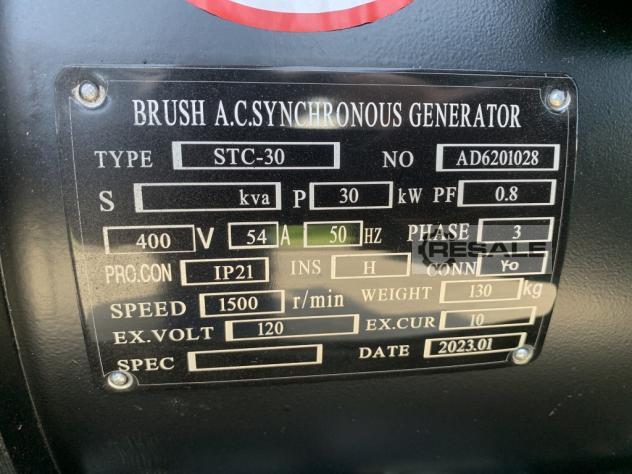 BRUSH A.C.SYNCHRONOUS GENERATOR
TYPE STC-30 NO AD6201028
S kva P 30 kW PF 0.8
400 V 54 A 50 HZ PHASE 3
RESALE
PRO.CON IP21 INS H CONN Yo
SPEED 1500 r/min WEIGHT 130 kg
EX.VOLT 120 EX.CUR 10
SPEC DATE 2023.01